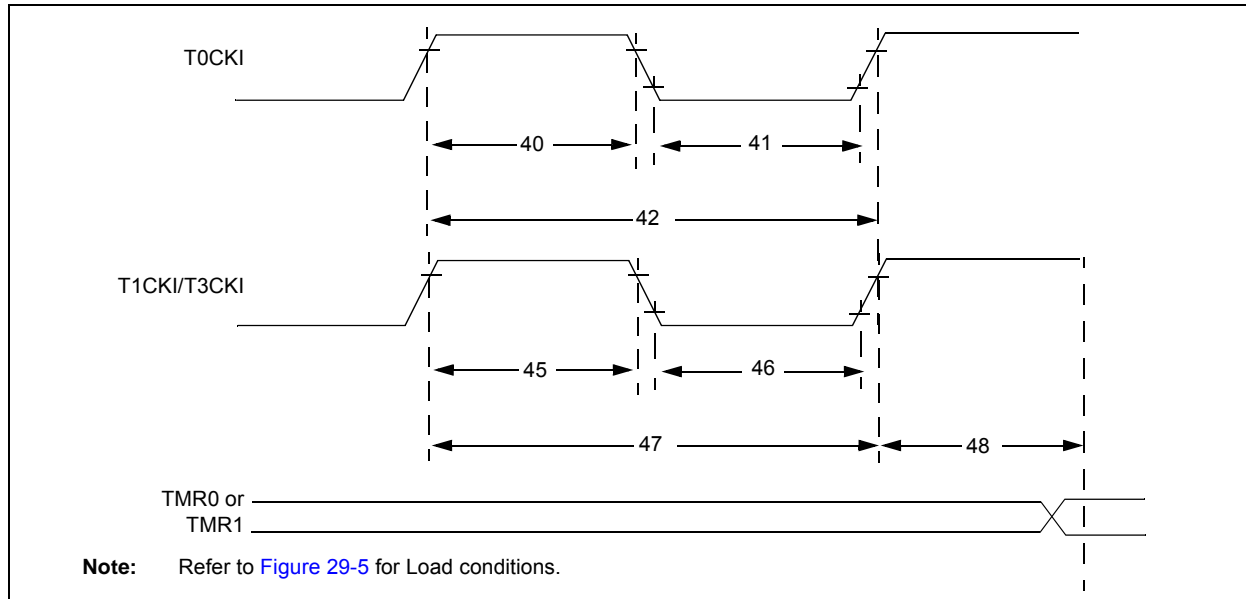 T0CKI
40
41
42
T1CKI/T3CKI
45
46
47
48
TMR0 or
TMR1
Note: Refer to Figure 29-5 for Load conditions.